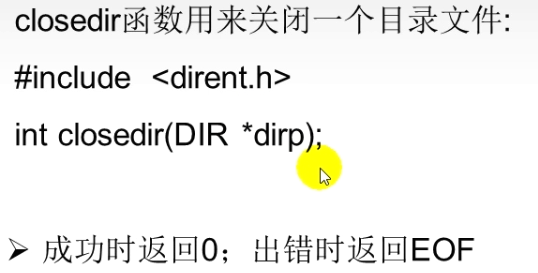 closedir函数用来关闭一个目录文件:
#include <dirent.h>
int closedir(DIR *dirp);
➢ 成功时返回0；出错时返回EOF